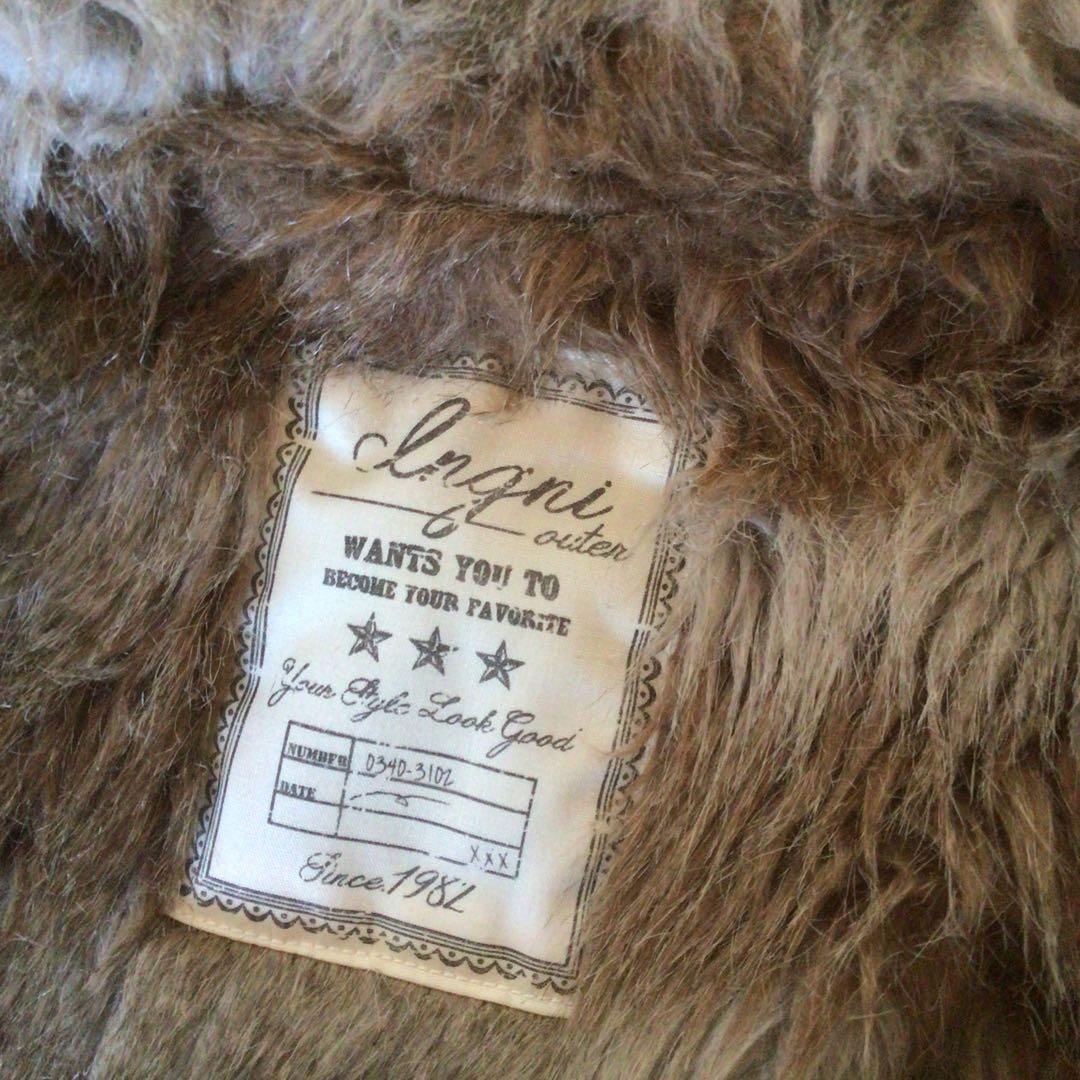 Ingni
outer
WANTS YOU TO
BECOME YOUR FAVORITE
Your Style Look Good
NUMBER 0340-3102
DATE
XXX
Since.1982